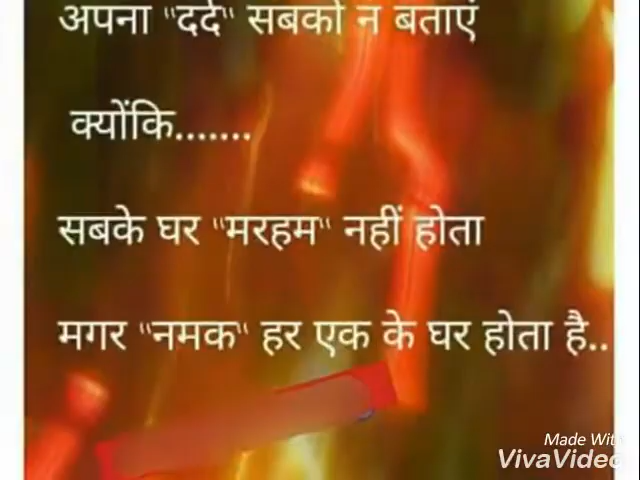 अपना "दर्द" सबको न बताएं
क्योंकि.......
सबके घर "मरहम" नहीं होता
मगर "नमक" हर एक के घर होता है..
Made With
VivaVideo